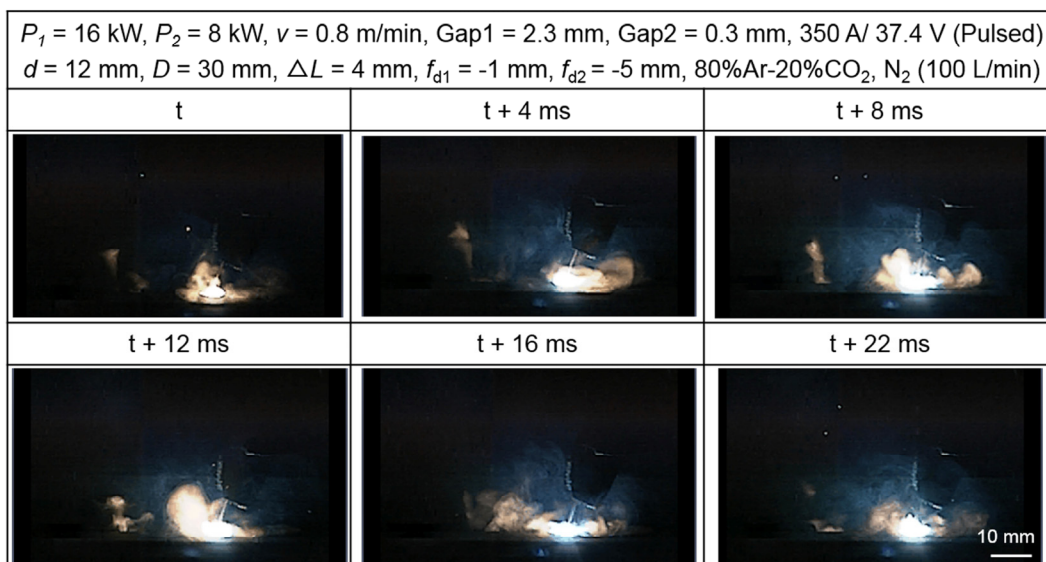 P₁ = 16 kW, P₂ = 8 kW, v = 0.8 m/min, Gap1 = 2.3 mm, Gap2 = 0.3 mm, 350 A/ 37.4 V (Pulsed)
d = 12 mm, D = 30 mm, △L = 4 mm, f_d1 = -1 mm, f_d2 = -5 mm, 80%Ar-20%CO₂, N₂ (100 L/min)
t
t + 4 ms
t + 8 ms
t + 12 ms
t + 16 ms
t + 22 ms
10 mm